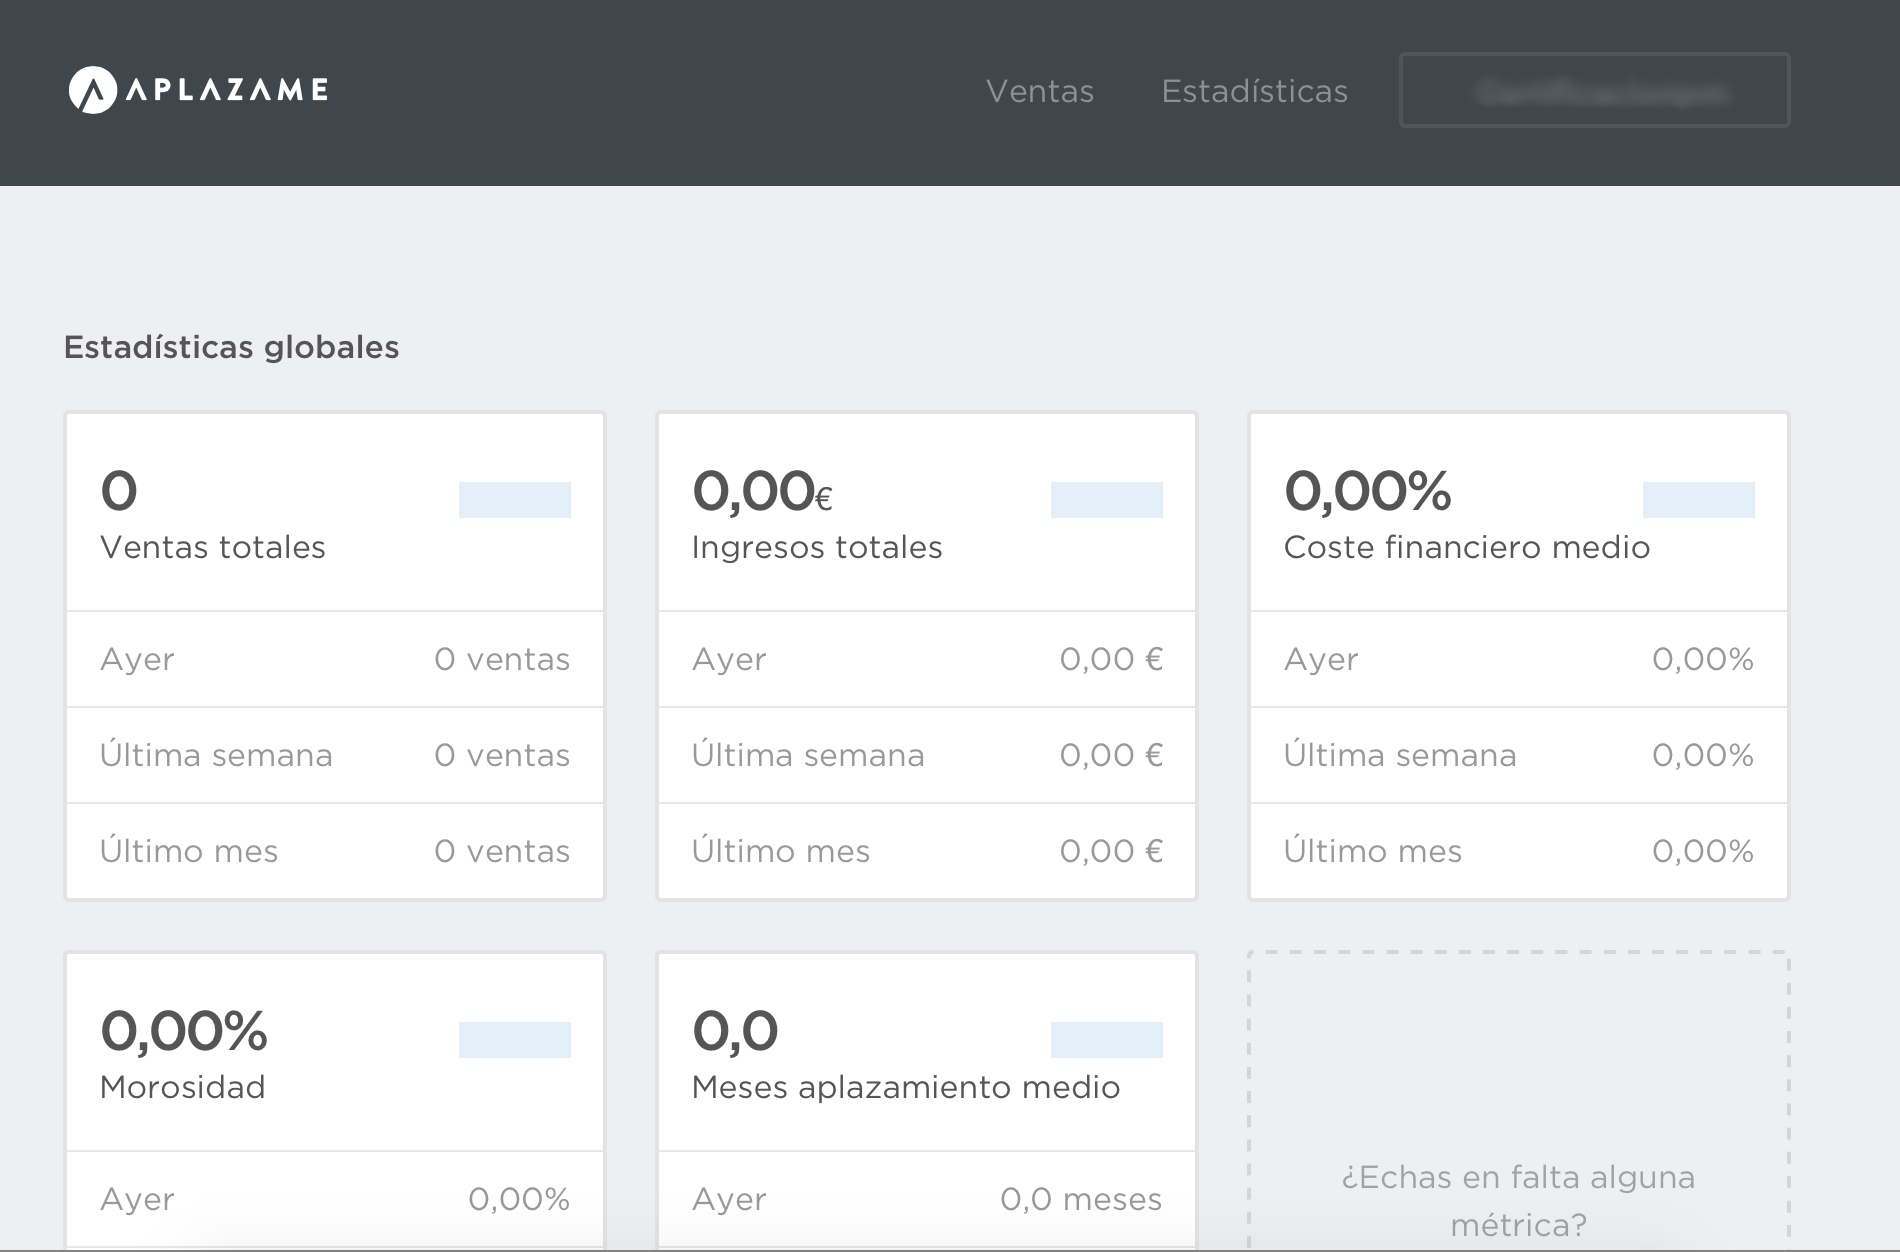 APLAZAME
Ventas
Estadísticas
Estadísticas globales
0
Ventas totales
Ayer 0 ventas
Última semana 0 ventas
Último mes 0 ventas
0,00€
Ingresos totales
Ayer 0,00 €
Última semana 0,00 €
Último mes 0,00 €
0,00%
Coste financiero medio
Ayer 0,00%
Última semana 0,00%
Último mes 0,00%
0,00%
Morosidad
Ayer 0,00%
0,0
Meses aplazamiento medio
Ayer 0,0 meses
¿Echas en falta alguna
métrica?